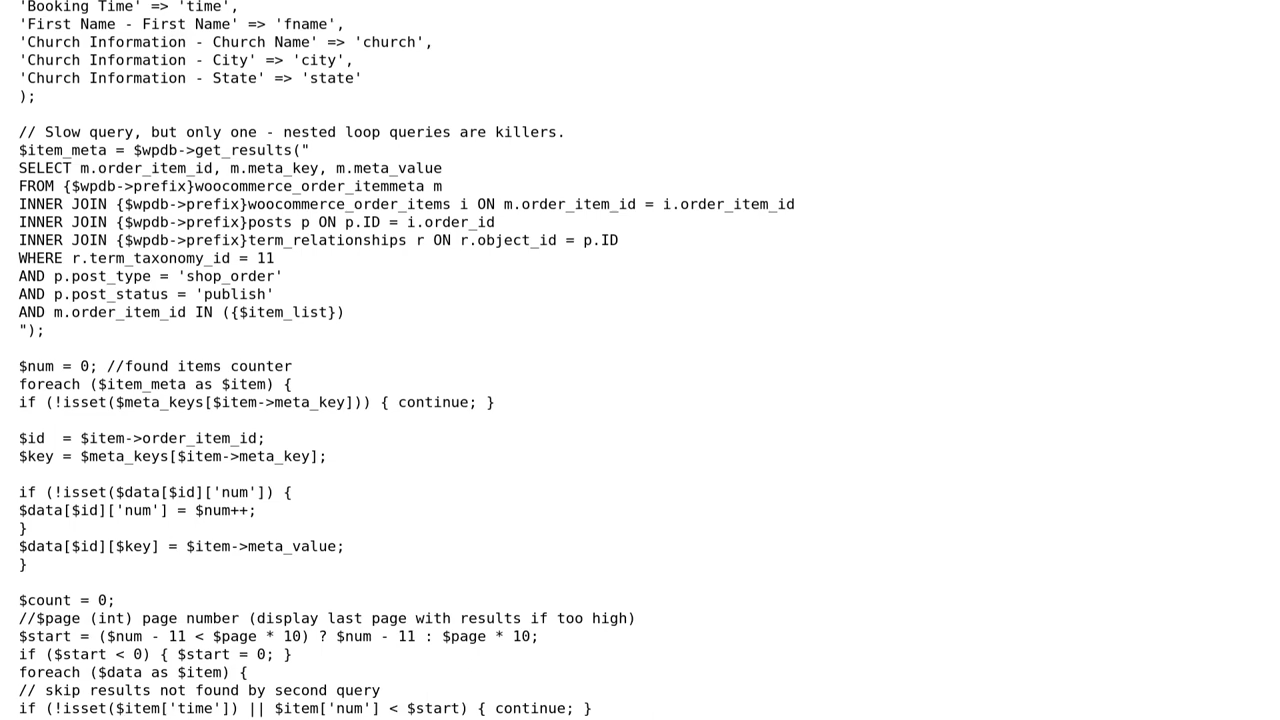 'Booking Time' => 'time',
'First Name - First Name' => 'fname',
'Church Information - Church Name' => 'church',
'Church Information - City' => 'city',
'Church Information - State' => 'state'
);
// Slow query, but only one - nested loop queries are killers.
$item_meta = $wpdb->get_results("
SELECT m.order_item_id, m.meta_key, m.meta_value
FROM {$wpdb->prefix}woocommerce_order_itemmeta m
INNER JOIN {$wpdb->prefix}woocommerce_order_items i ON m.order_item_id = i.order_item_id
INNER JOIN {$wpdb->prefix}posts p ON p.ID = i.order_id
INNER JOIN {$wpdb->prefix}term_relationships r ON r.object_id = p.ID
WHERE r.term_taxonomy_id = 11
AND p.post_type = 'shop_order'
AND p.post_status = 'publish'
AND m.order_item_id IN ({$item_list})
");
$num = 0; //found items counter
foreach ($item_meta as $item) {
if (!isset($meta_keys[$item->meta_key])) { continue; }
$id  = $item->order_item_id;
$key = $meta_keys[$item->meta_key];
if (!isset($data[$id]['num']) {
$data[$id]['num'] = $num++;
}
$data[$id][$key] = $item->meta_value;
}
$count = 0;
//$page (int) page number (display last page with results if too high)
$start = ($num - 11 < $page * 10) ? $num - 11 : $page * 10;
if ($start < 0) { $start = 0; }
foreach ($data as $item) {
// skip results not found by second query
if (!isset($item['time']) || $item['num'] < $start) { continue; }